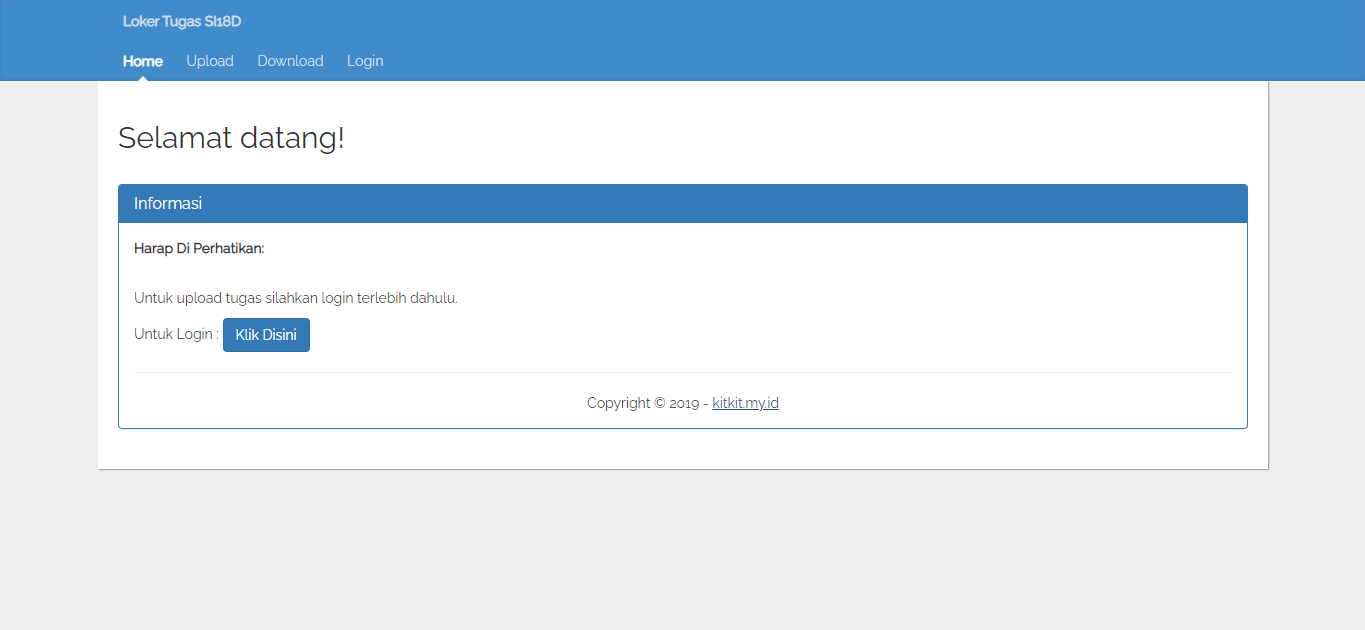 Loker Tugas SI18D
Home Upload Download Login
Selamat datang!
Informasi
Harap Di Perhatikan:
Untuk upload tugas silahkan login terlebih dahulu.
Untuk Login : Klik Disini
Copyright © 2019 - kitkit.my.id